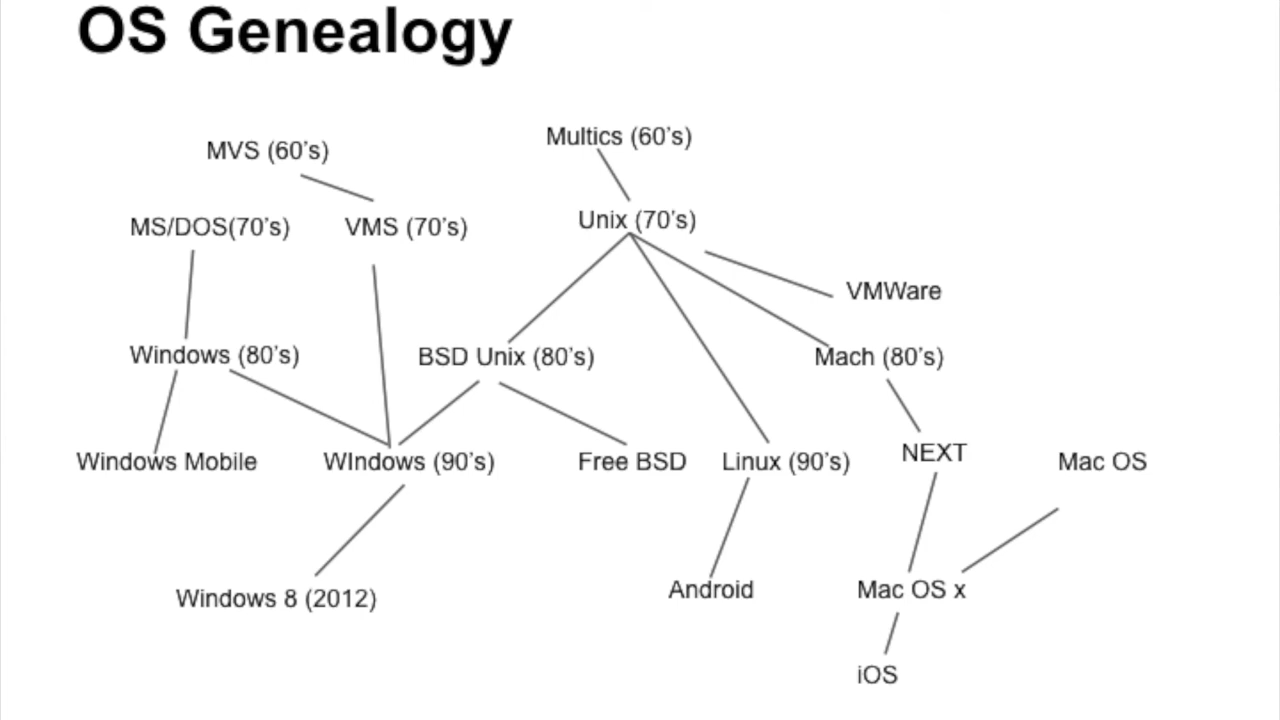 OS Genealogy
Multics (60's)
MVS (60's)
MS/DOS(70's)
VMS (70's)
Unix (70's)
VMWare
Windows (80's)
BSD Unix (80's)
Mach (80's)
Windows Mobile
WIndows (90's)
Free BSD
Linux (90's)
NEXT
Mac OS
Android
Mac OS x
Windows 8 (2012)
iOS